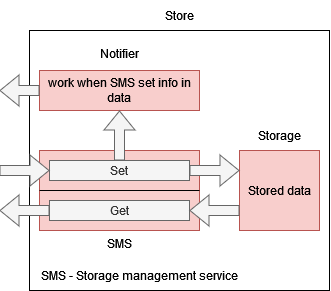 Store
Notifier
work when SMS set info in
data
Storage
Set
Stored data
Get
SMS
SMS - Storage management service